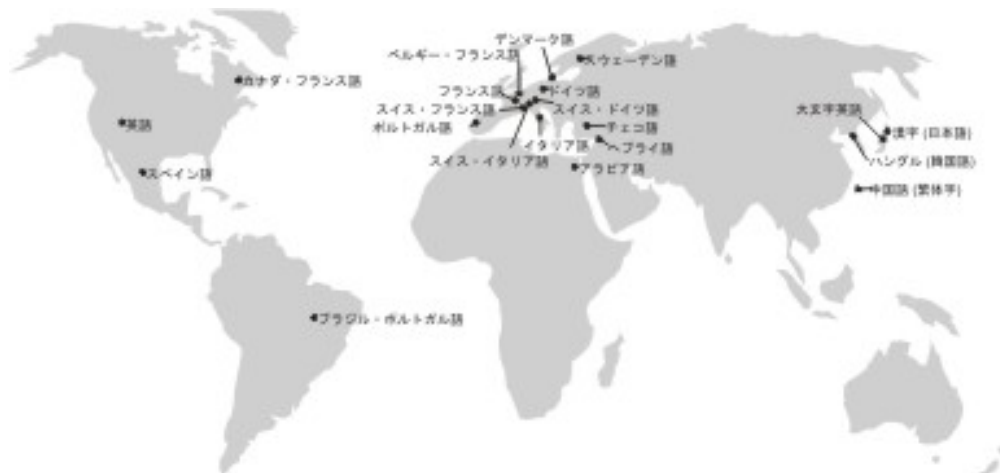 デンマーク語
ベルギー・フランス語
スウェーデン語
カナダ・フランス語
フランス語
ドイツ語
スイス・フランス語
スイス・ドイツ語
大文字英語
英語
ポルトガル語
チェコ語
漢字 (日本語)
イタリア語
ヘブライ語
スイス・イタリア語
ハングル (韓国語)
アラビア語
スペイン語
中国語 (繁体字)
ブラジル・ポルトガル語